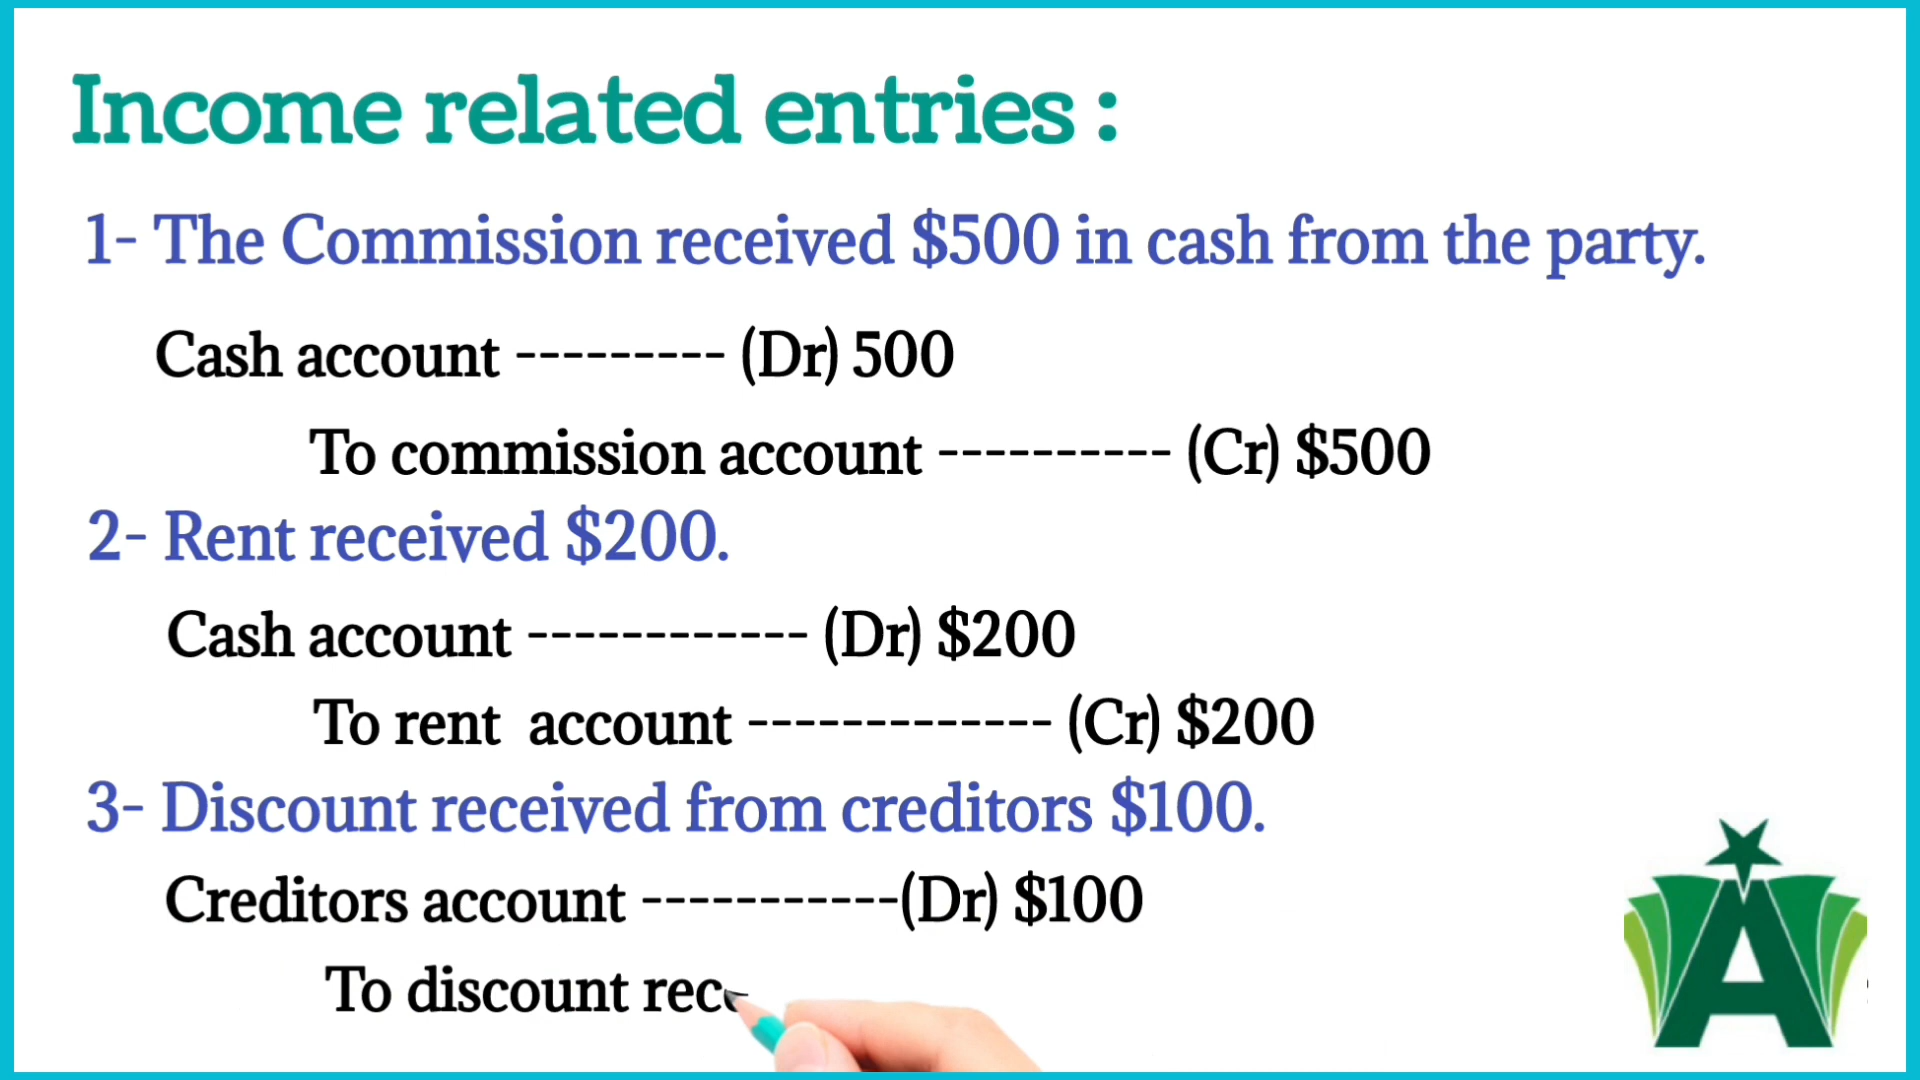 Income related entries :
1- The Commission received $500 in cash from the party.
Cash account --------- (Dr) 500
To commission account ---------- (Cr) $500
2- Rent received $200.
Cash account ------------ (Dr) $200
To rent account ------------- (Cr) $200
3- Discount received from creditors $100.
Creditors account -----------(Dr) $100
To discount rec
A